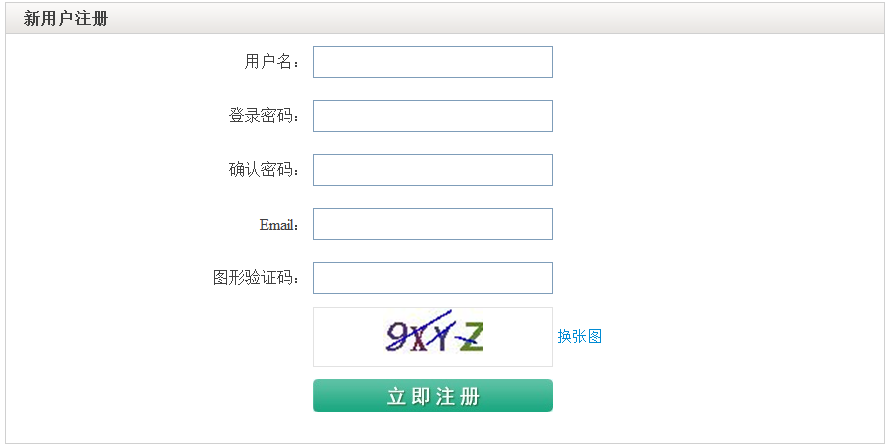 新用户注册
用户名：
登录密码：
确认密码：
Email：
图形验证码：
9XYZ 换张图
立即注册